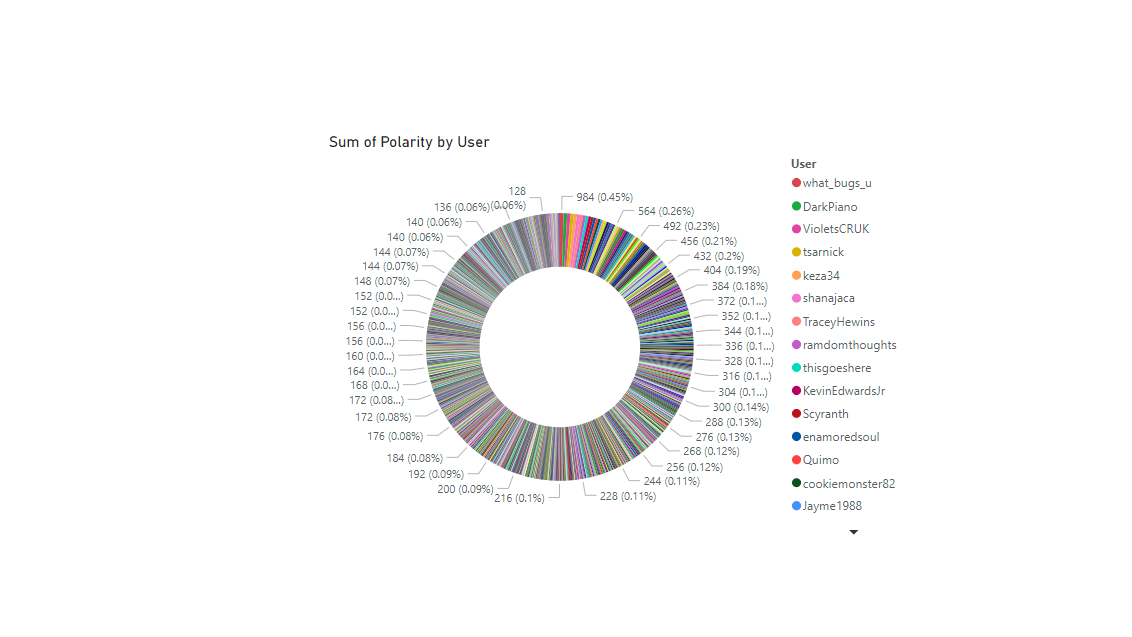 Sum of Polarity by User
128
(0.06%)
984 (0.45%)
564 (0.26%)
492 (0.23%)
456 (0.21%)
432 (0.2%)
404 (0.19%)
384 (0.18%)
372 (0.1...)
352 (0.1...)
344 (0.1...)
336 (0.1...)
328 (0.1...)
316 (0.1...)
304 (0.1...)
300 (0.14%)
288 (0.13%)
276 (0.13%)
268 (0.12%)
256 (0.12%)
244 (0.11%)
228 (0.11%)
216 (0.1%)
200 (0.09%)
192 (0.09%)
184 (0.08%)
176 (0.08%)
172 (0.08%)
172 (0.08...)
168 (0.0...)
164 (0.0...)
160 (0.0...)
156 (0.0...)
156 (0.0...)
152 (0.0...)
152 (0.0...)
148 (0.07%)
144 (0.07%)
144 (0.07%)
140 (0.06%)
140 (0.06%)
136 (0.06%)
User
what_bugs_u
DarkPiano
VioletsCRUK
tsarnick
keza34
shanajaca
TraceyHewins
ramdomthoughts
thisgoeshere
KevinEdwardsJr
Scyranth
enamoredsoul
Quimo
cookiemonster82
Jayme1988